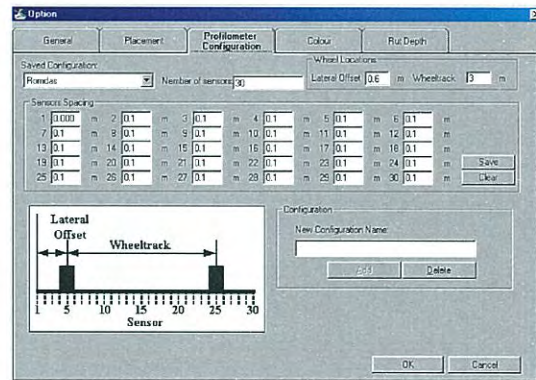 Option
General Placement Profilometer Configuration Colour Rut Depth
Saved Configuration:
Romdas
Nember of sensors: 30
Wheel Locations
Lateral Offset 0.6 m Wheeltrack 3 m
Sensors Spacing
1 0.000 m 2 0.1 m 3 0.1 m 4 0.1 m 5 0.1 m 6 0.1 m
7 0.1 m 8 0.1 m 9 0.1 m 10 0.1 m 11 0.1 m 12 0.1 m
13 0.1 m 14 0.1 m 15 0.1 m 16 0.1 m 17 0.1 m 18 0.1 m
19 0.1 m 20 0.1 m 21 0.1 m 22 0.1 m 23 0.1 m 24 0.1 m Save
25 0.1 m 26 0.1 m 27 0.1 m 28 0.1 m 29 0.1 m 30 0.1 m Clear
Lateral
Offset
Wheeltrack
1 5 10 15 20 25 30
Sensor
Configuration
New Configuration Name:
Add Delete
OK Cancel